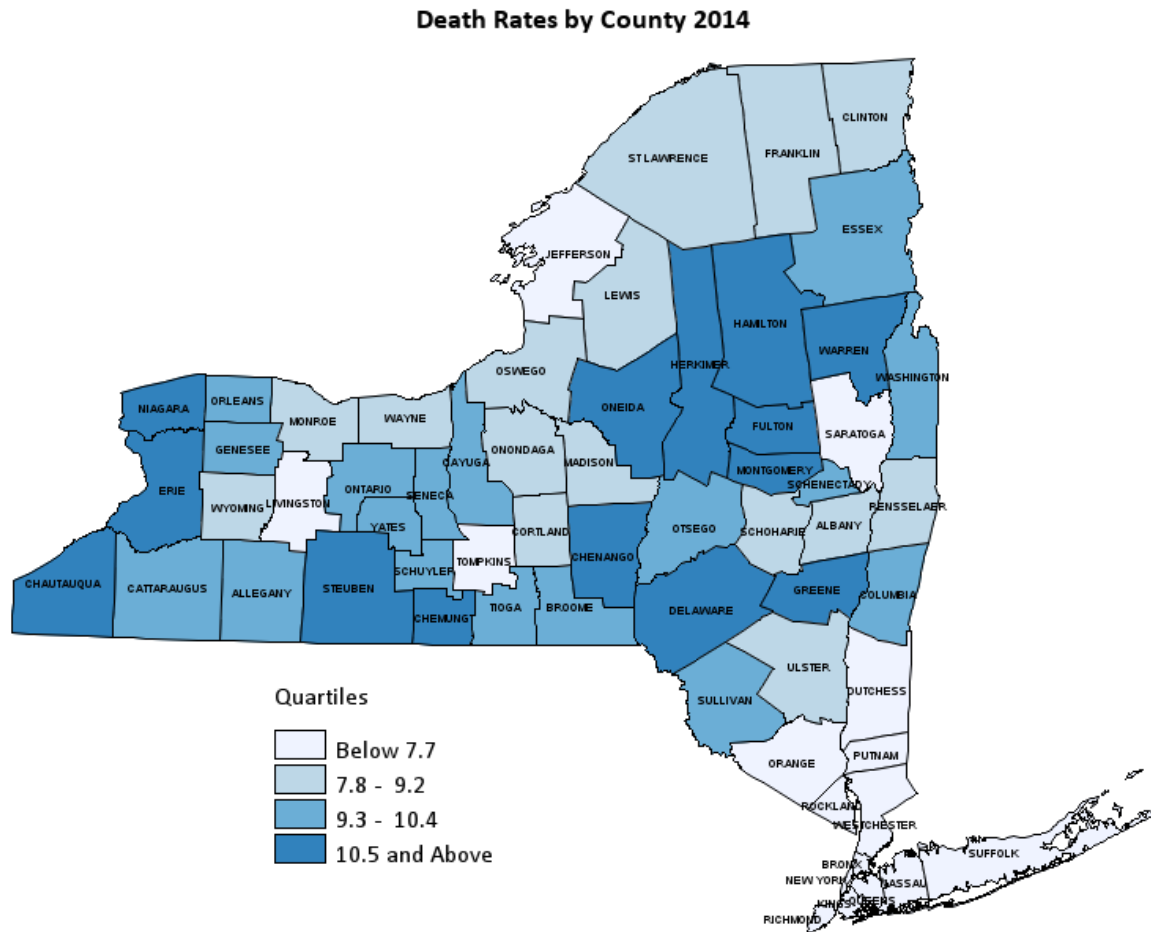 Death Rates by County 2014
CLINTON
FRANKLIN
ST LAWRENCE
ESSEX
JEFFERSON
LEWIS
HAMILTON
WARREN
HERKIMER
WASHINGTON
OSWEGO
ONEIDA
NIAGARA
ORLEANS
MONROE
WAYNE
FULTON
SARATOGA
GENESEE
ONONDAGA
MADISON
CAYUGA
MONTGOMERY
SCHENECTADY
ERIE
ONTARIO
SENECA
WYOMING
LIVINGSTON
RENSSELAER
YATES
CORTLAND
OTSEGO
SCHOHARIE
ALBANY
TOMPKINS
CHENANGO
SCHUYLER
CHAUTAUQUA
CATTARAUGUS
ALLEGANY
STEUBEN
GREENE
COLUMBIA
CHEMUNG
TIOGA
BROOME
DELAWARE
ULSTER
DUTCHESS
SULLIVAN
Quartiles
Below 7.7
7.8 - 9.2
9.3 - 10.4
10.5 and Above
PUTNAM
ORANGE
ROCKLAND
WESTCHESTER
SUFFOLK
BRONX
NEW YORK
NASSAU
QUEENS
KINGS
RICHMOND